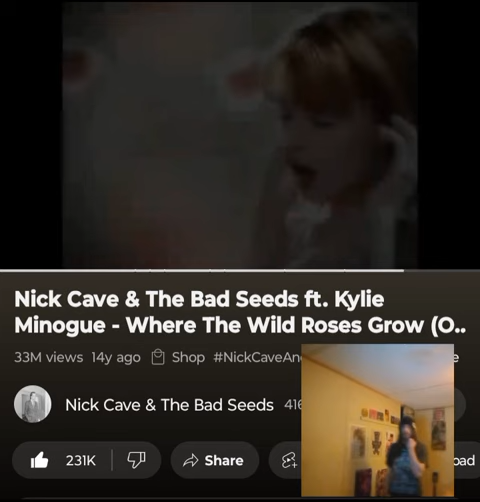 Nick Cave & The Bad Seeds ft. Kylie
Minogue - Where The Wild Roses Grow (O..
33M views 14y ago Shop #NickCaveAn
Nick Cave & The Bad Seeds 416
231K Share oad